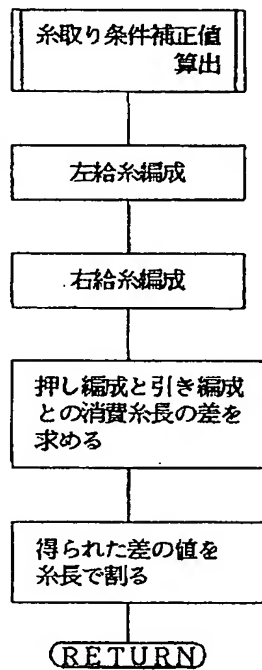 糸取り条件補正値
算出
左給糸編成
右給糸編成
押し編成と引き編成
との消費糸長の差を
求める
得られた差の値を
糸長で割る
RETURN